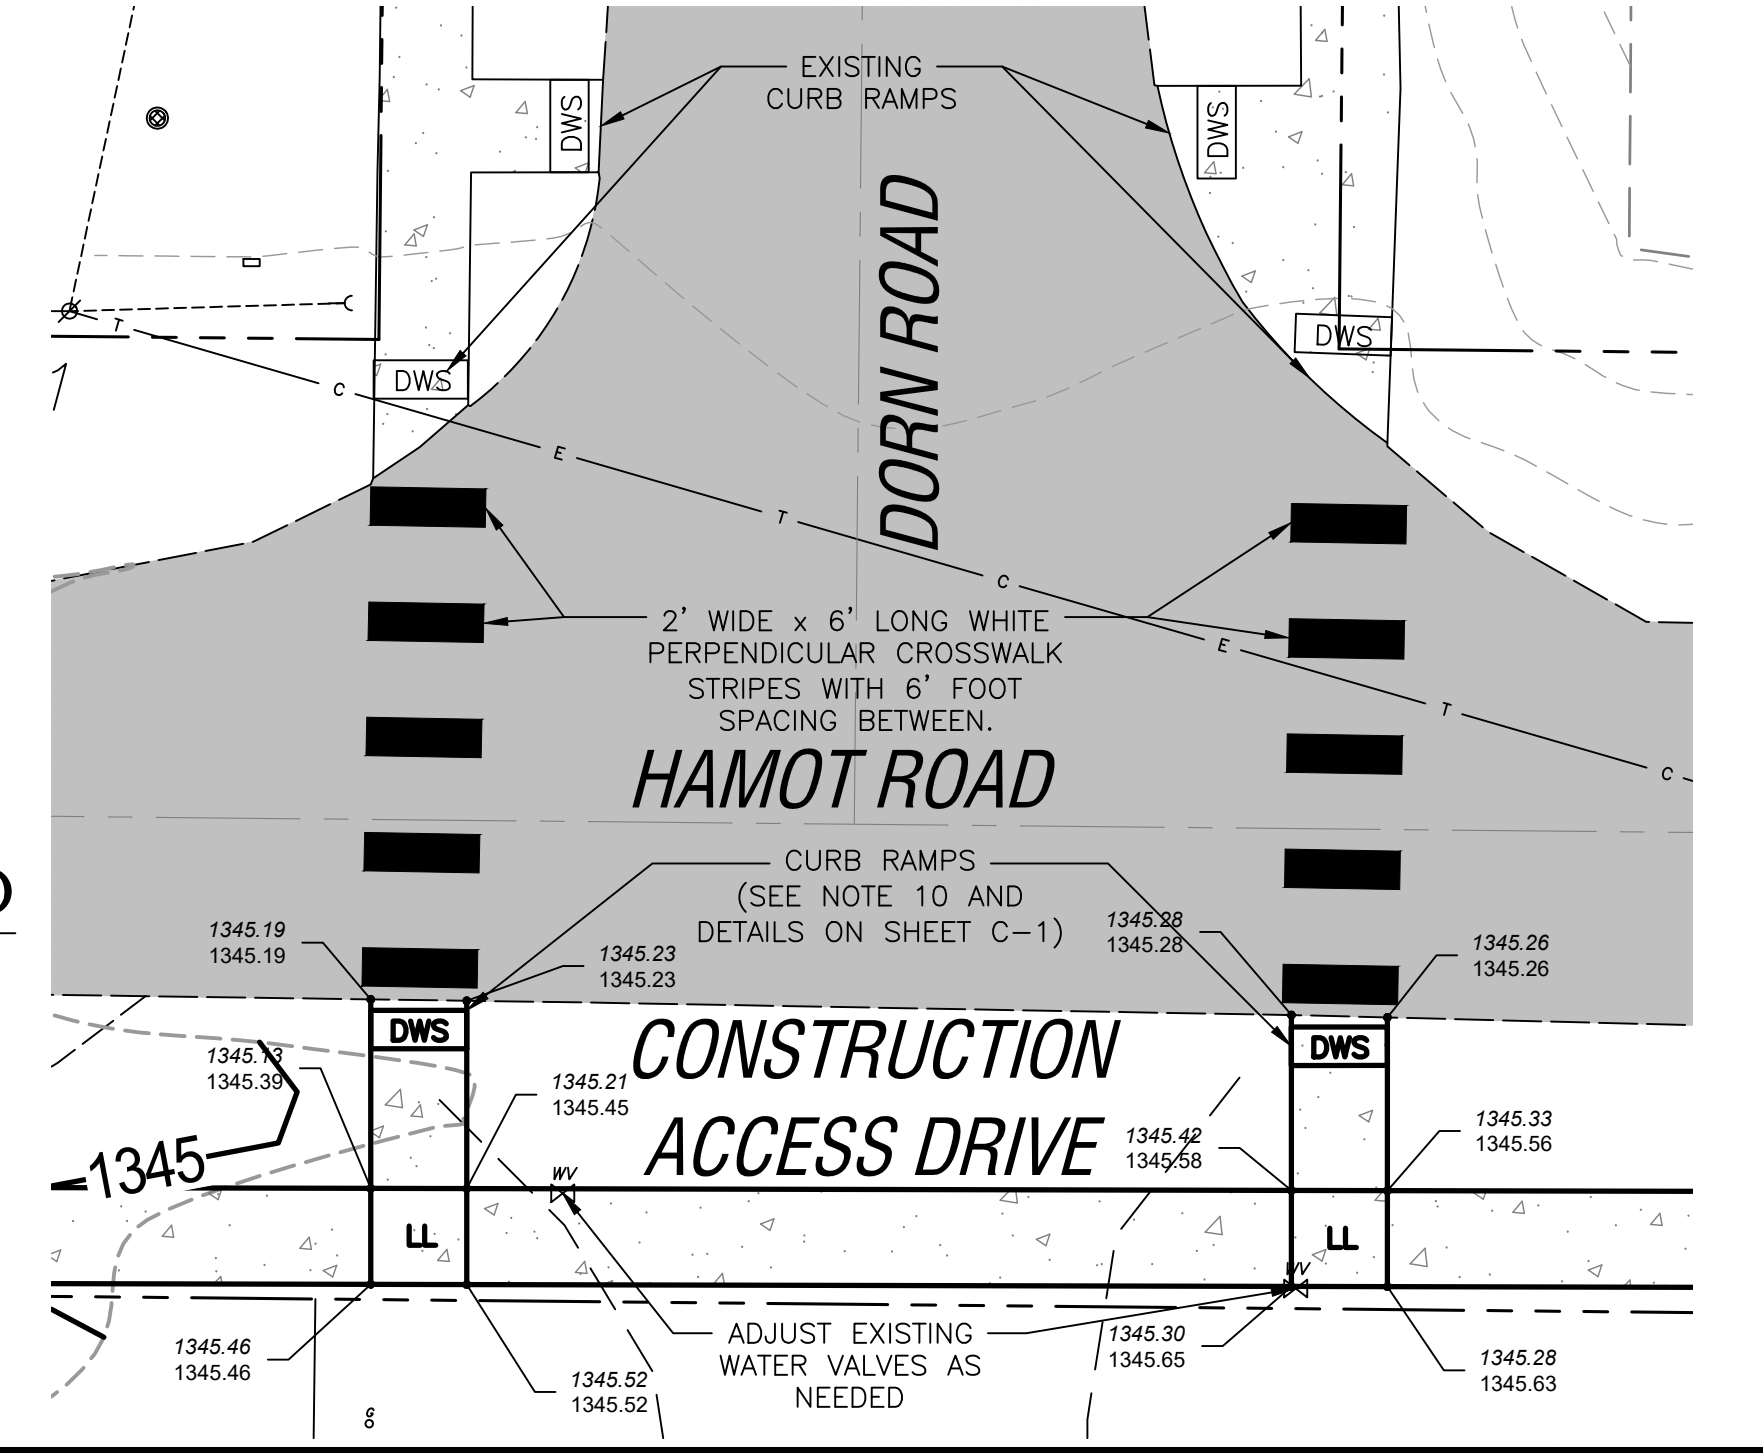 EXISTING
CURB RAMPS
DWS
DWS
DORN ROAD
T
DWS
DWS
1
C
E
T
C
E
T
C
2' WIDE x 6' LONG WHITE
PERPENDICULAR CROSSWALK
STRIPES WITH 6' FOOT
SPACING BETWEEN.
HAMOT ROAD
CURB RAMPS
(SEE NOTE 10 AND
DETAILS ON SHEET C-1)
1345.19
1345.19
1345.23
1345.23
1345.28
1345.28
1345.26
1345.26
DWS
DWS
CONSTRUCTION
ACCESS DRIVE
1345.13
1345.39
1345.21
1345.45
1345.42
1345.58
1345.33
1345.56
1345
WV
LL
LL
WV
ADJUST EXISTING
WATER VALVES AS
NEEDED
1345.46
1345.46
1345.52
1345.52
1345.30
1345.65
1345.28
1345.63
G